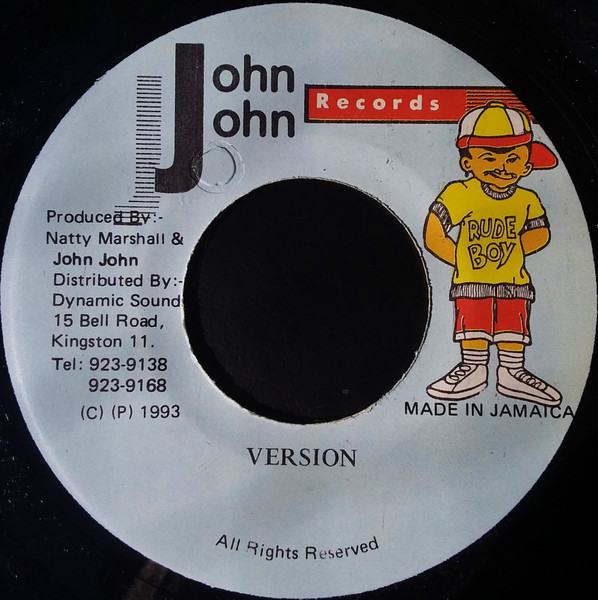 John
John
Records
RUDE
BOY
Produced By:-
Natty Marshall &
John John
Distributed By:-
Dynamic Sound
15 Bell Road,
Kingston 11.
Tel: 923-9138
923-9168
(C) (P) 1993
MADE IN JAMAICA
VERSION
All Rights Reserved